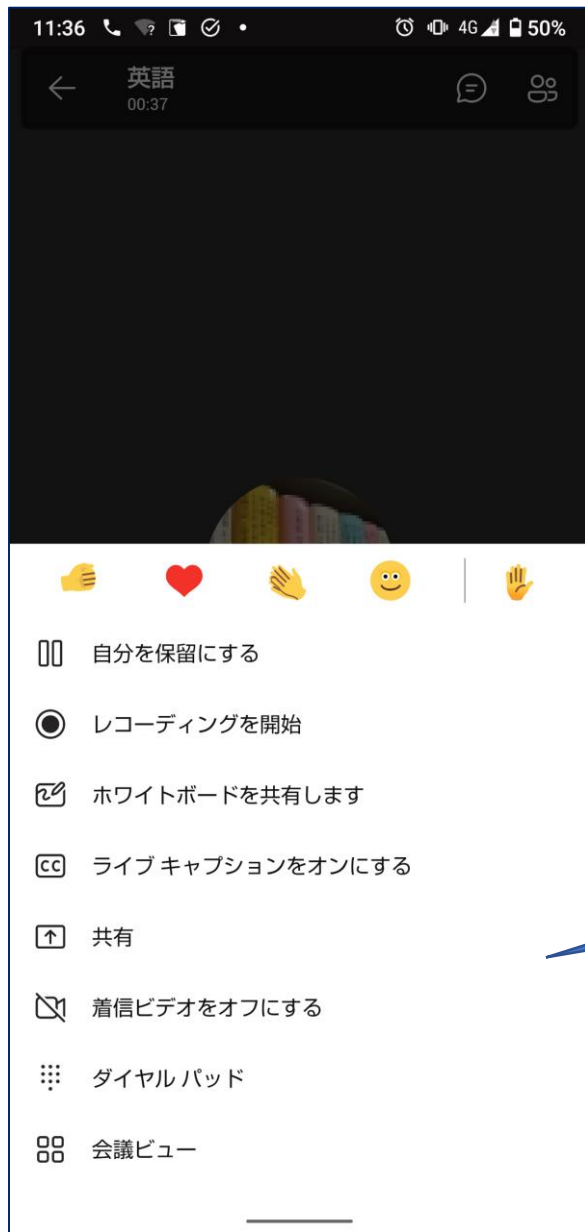 11:36 4G 50%
英語
00:37
自分を保留にする
レコーディングを開始
ホワイトボードを共有します
CC ライブ キャプションをオンにする
共有
着信ビデオをオフにする
ダイヤル パッド
会議ビュー